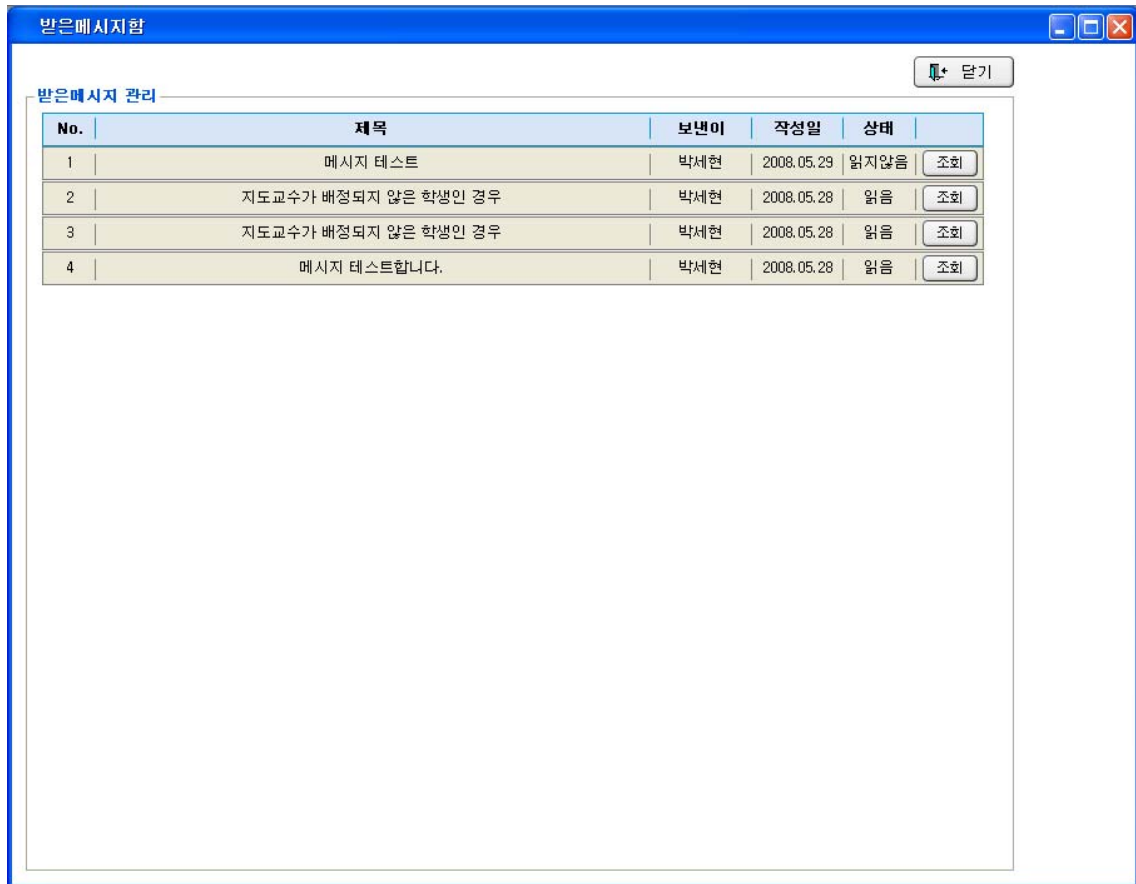 받은메시지함
닫기
받은메시지 관리
No. 제목 보낸이 작성일 상태
1 메시지 테스트 박세현 2008.05.29 읽지않음 조회
2 지도교수가 배정되지 않은 학생인 경우 박세현 2008.05.28 읽음 조회
3 지도교수가 배정되지 않은 학생인 경우 박세현 2008.05.28 읽음 조회
4 메시지 테스트합니다. 박세현 2008.05.28 읽음 조회